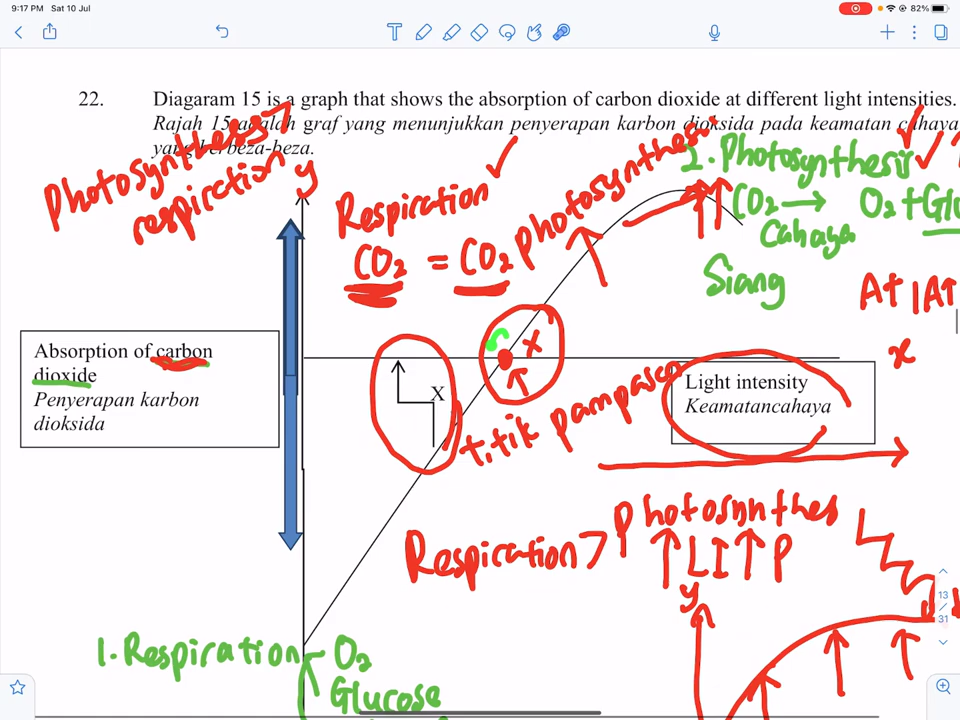 9:17 PM Sat 10 Jul
82%
22. Diagaram 15 is a graph that shows the absorption of carbon dioxide at different light intensities.
Rajah 15 adalah graf yang menunjukkan penyerapan karbon dioksida pada keamatan cahaya
yang berbeza-beza.
Photosynthesis >
respiration
y
Respiration
CO₂ = CO₂ photosynthesis
2. Photosynthesis
CO₂ → O₂ + Glu
Cahaya
Siang
A↑ | A↑
x
Absorption of carbon
dioxide
Penyerapan karbon
dioksida
X
X
titik pampasan
Light intensity
Keamatancahaya
Respiration > Photosynthes
↑ LI ↑ P
y
1. Respiration - O₂
Glucose
13
/
31